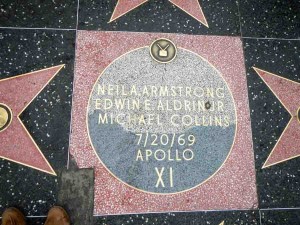 NEIL A. ARMSTRONG
EDWIN E. ALDRIN JR
MICHAEL COLLINS
7/20/69
APOLLO
XI